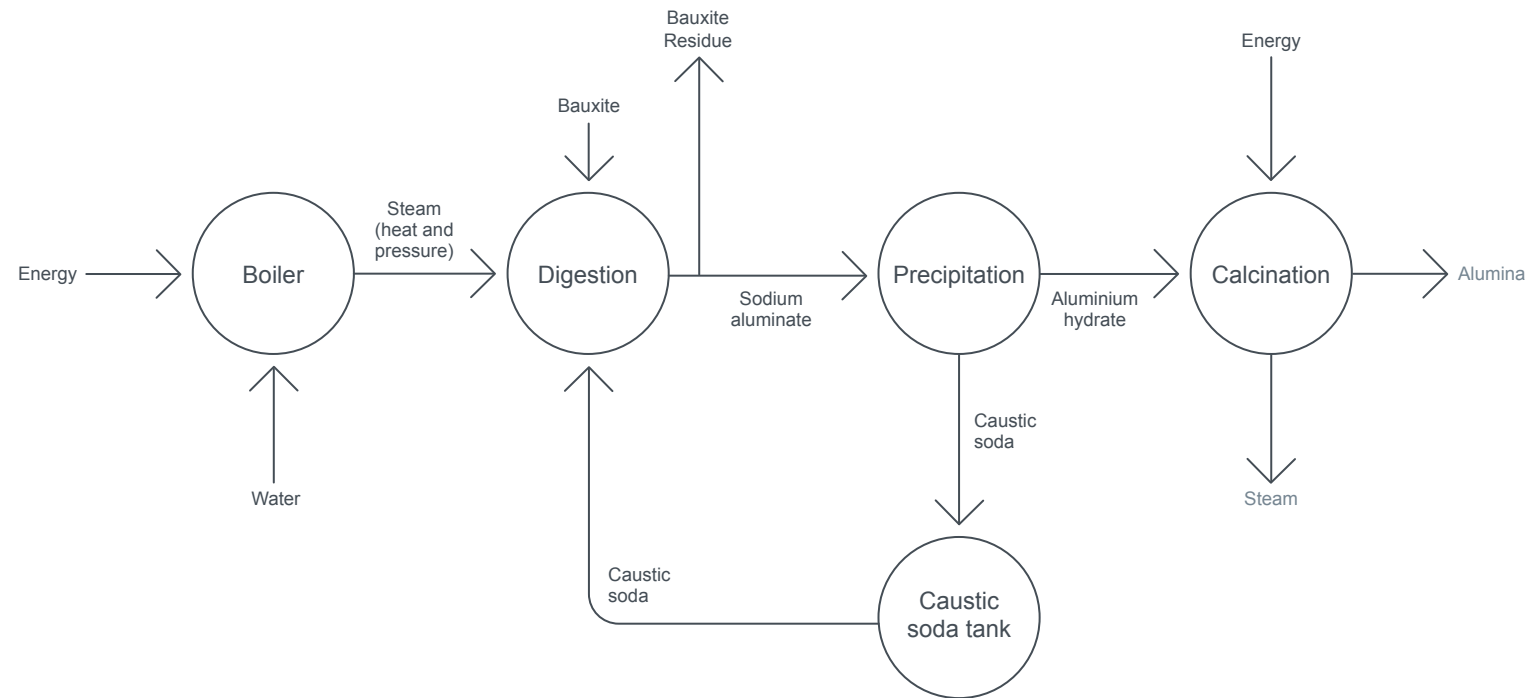 Bauxite
Residue
Energy
Bauxite
Steam
(heat and
pressure)
Energy
Boiler
Digestion
Precipitation
Calcination
Alumina
Sodium
aluminate
Aluminium
hydrate
Caustic
soda
Water
Steam
Caustic
soda
Caustic
soda tank